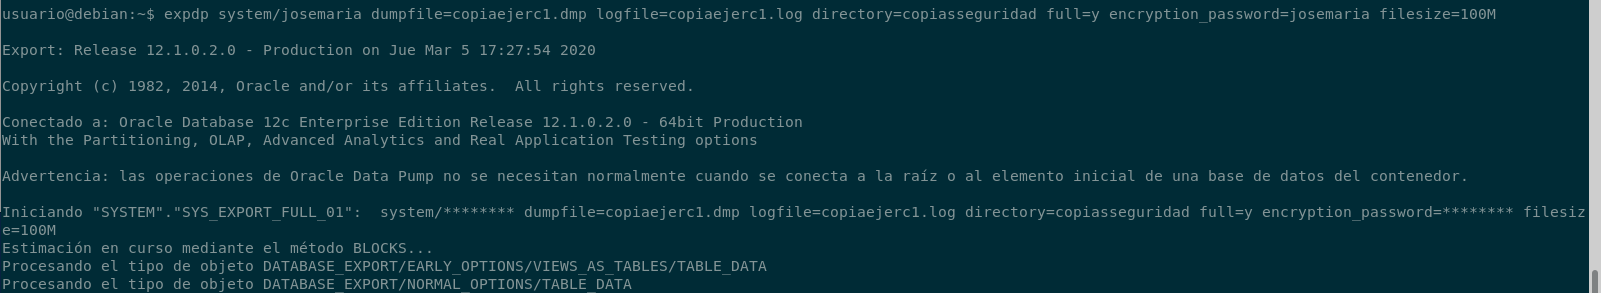 usuario@debian:~$ expdp system/josemaria dumpfile=copiaejerc1.dmp logfile=copiaejerc1.log directory=copiasseguridad full=y encryption_password=josemaria filesize=100M
Export: Release 12.1.0.2.0 - Production on Jue Mar 5 17:27:54 2020
Copyright (c) 1982, 2014, Oracle and/or its affiliates.  All rights reserved.
Conectado a: Oracle Database 12c Enterprise Edition Release 12.1.0.2.0 - 64bit Production
With the Partitioning, OLAP, Advanced Analytics and Real Application Testing options
Advertencia: las operaciones de Oracle Data Pump no se necesitan normalmente cuando se conecta a la raíz o al elemento inicial de una base de datos del contenedor.
Iniciando "SYSTEM"."SYS_EXPORT_FULL_01":  system/******** dumpfile=copiaejerc1.dmp logfile=copiaejerc1.log directory=copiasseguridad full=y encryption_password=******** filesiz
e=100M
Estimación en curso mediante el método BLOCKS...
Procesando el tipo de objeto DATABASE_EXPORT/EARLY_OPTIONS/VIEWS_AS_TABLES/TABLE_DATA
Procesando el tipo de objeto DATABASE_EXPORT/NORMAL_OPTIONS/TABLE_DATA